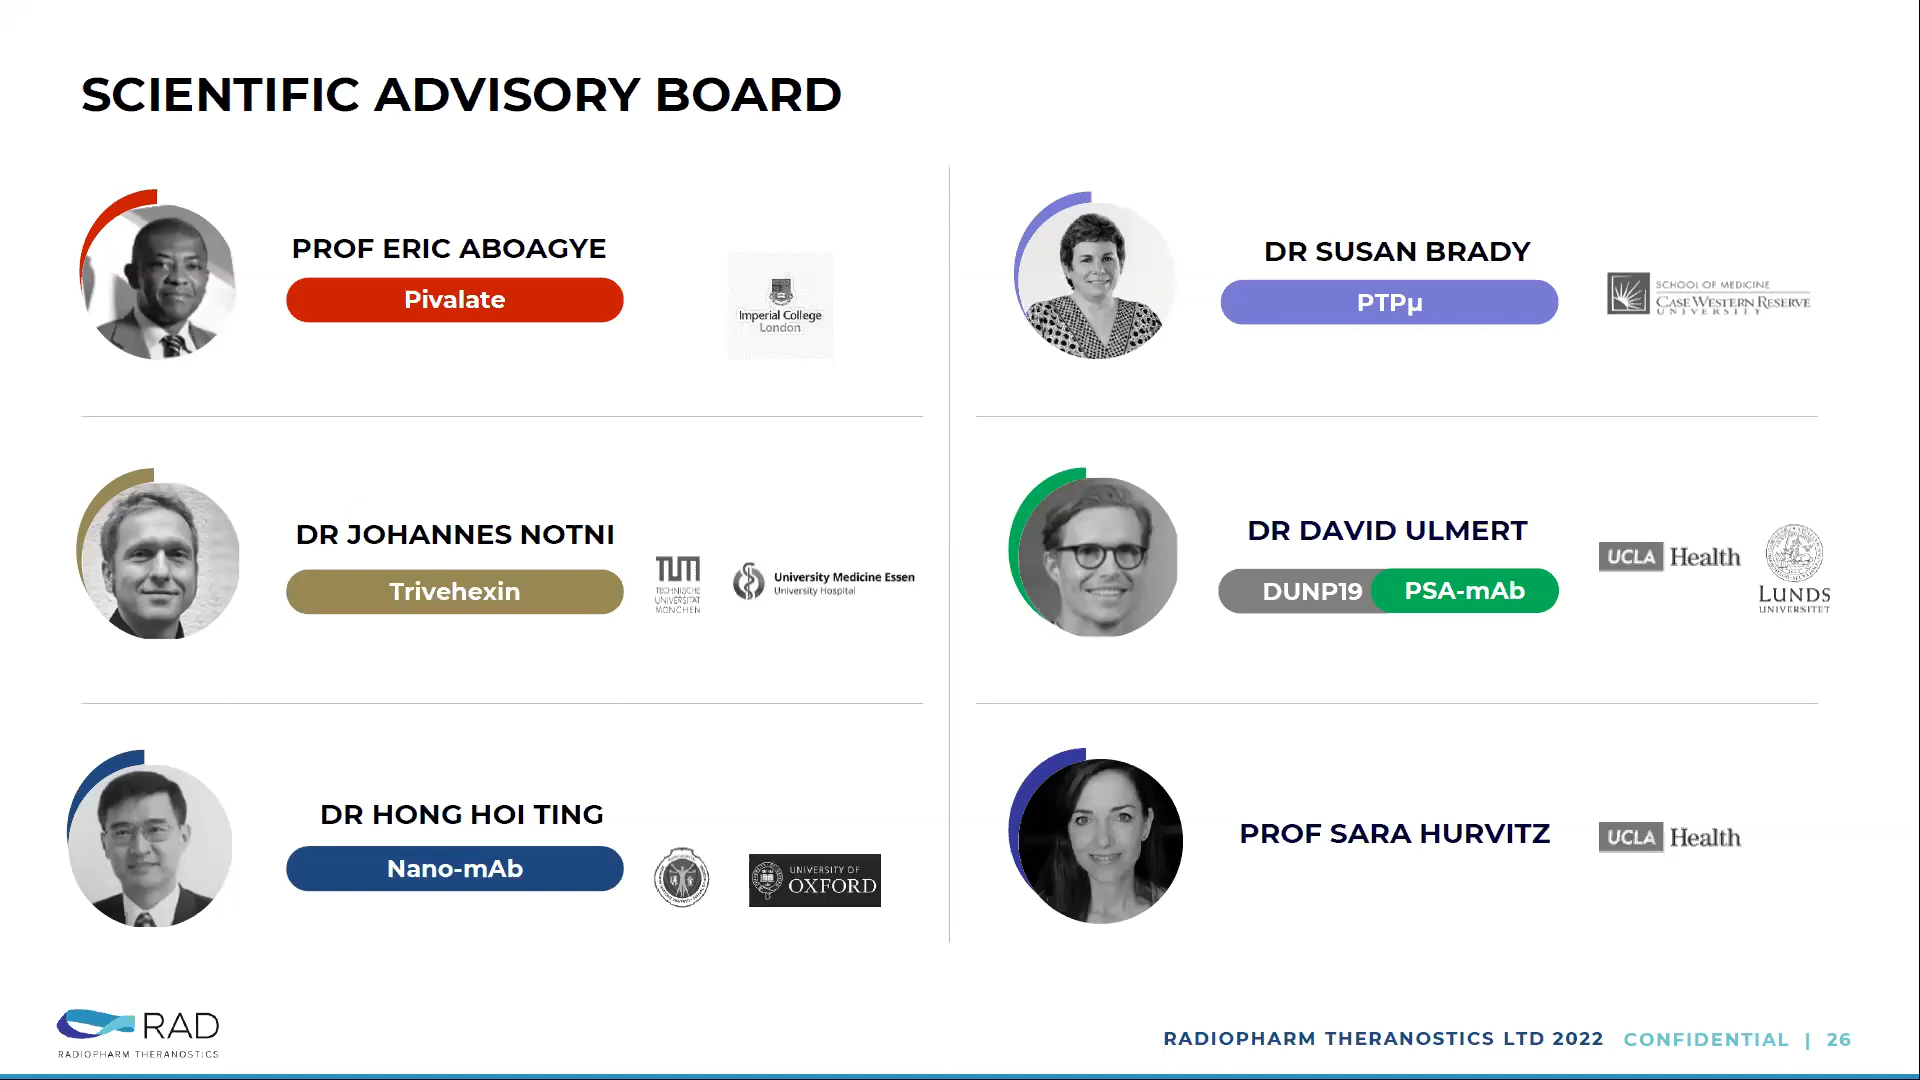 SCIENTIFIC ADVISORY BOARD
PROF ERIC ABOAGYE
Pivalate
Imperial College
London
DR SUSAN BRADY
PTPµ
SCHOOL OF MEDICINE
CASE WESTERN RESERVE
UNIVERSITY
DR JOHANNES NOTNI
Trivehexin
TUM
TECHNISCHE
UNIVERSITÄT
MÜNCHEN
University Medicine Essen
University Hospital
DR DAVID ULMERT
DUNP19
PSA-mAb
UCLA Health
LUNDS
UNIVERSITET
DR HONG HOI TING
Nano-mAb
UNIVERSITY OF
OXFORD
PROF SARA HURVITZ
UCLA Health
RAD
RADIOPHARM THERANOSTICS
RADIOPHARM THERANOSTICS LTD 2022 CONFIDENTIAL | 26